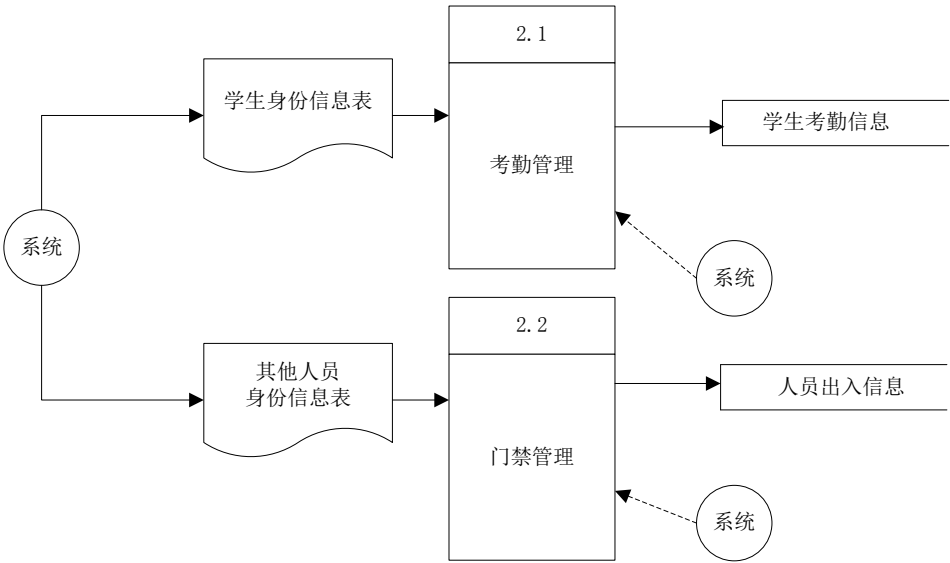 2.1
学生身份信息表
学生考勤信息
考勤管理
系统
系统
2.2
其他人员
身份信息表
人员出入信息
门禁管理
系统